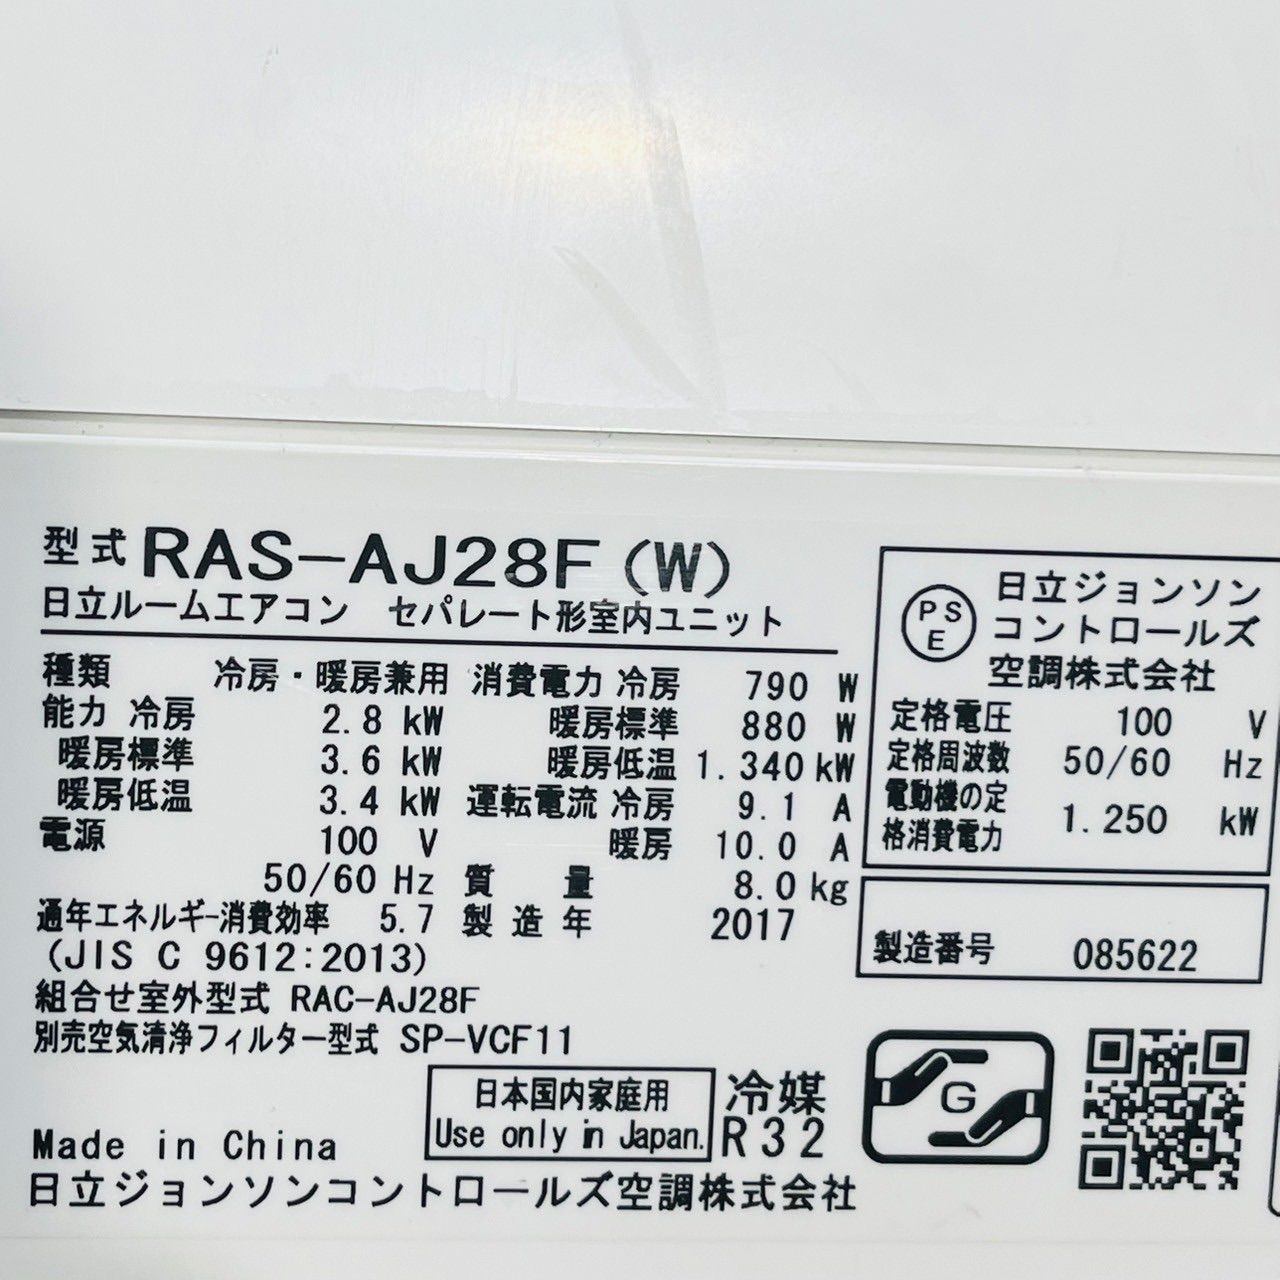 型式 RAS-AJ28F (W)
日立ルームエアコン セパレート形室内ユニット
種類 冷房・暖房兼用
能力 冷房 2.8 kW
暖房標準 3.6 kW
暖房低温 3.4 kW
電源 100 V
50/60 Hz
通年エネルギー消費効率 5.7
(JIS C 9612:2013)
組合せ室外型式 RAC-AJ28F
別売空気清浄フィルター型式 SP-VCF11
消費電力 冷房 790 W
暖房標準 880 W
暖房低温 1.340 kW
運転電流 冷房 9.1 A
暖房 10.0 A
質量 8.0 kg
製造年 2017
PS
E
日立ジョンソン
コントロールズ
空調株式会社
定格電圧 100 V
定格周波数 50/60 Hz
電動機の定
格消費電力 1.250 kW
製造番号 085622
日本国内家庭用
Use only in Japan.
冷媒
R32
G
Made in China
日立ジョンソンコントロールズ空調株式会社